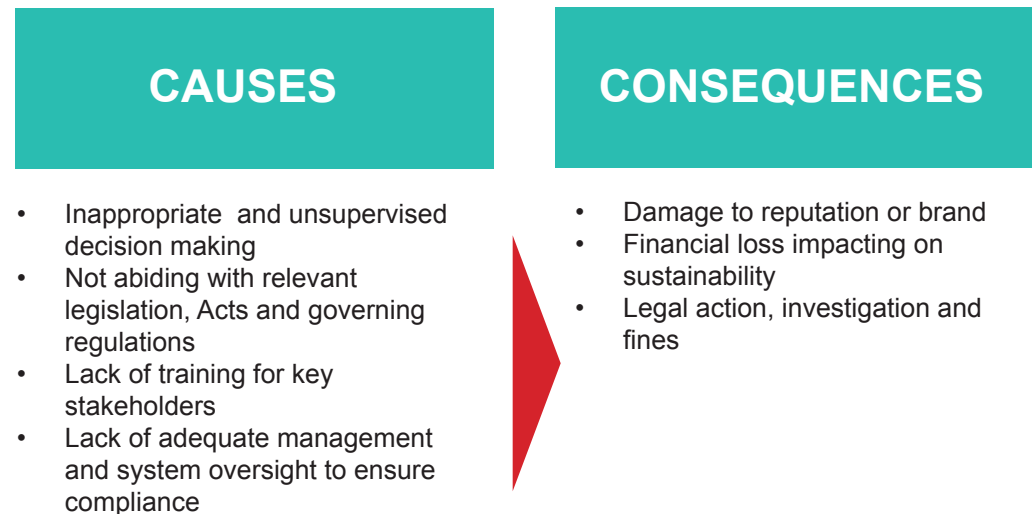 CAUSES
• Inappropriate  and unsupervised
decision making
• Not abiding with relevant
legislation, Acts and governing
regulations
• Lack of training for key
stakeholders
• Lack of adequate management
and system oversight to ensure
compliance
CONSEQUENCES
• Damage to reputation or brand
• Financial loss impacting on
sustainability
• Legal action, investigation and
fines